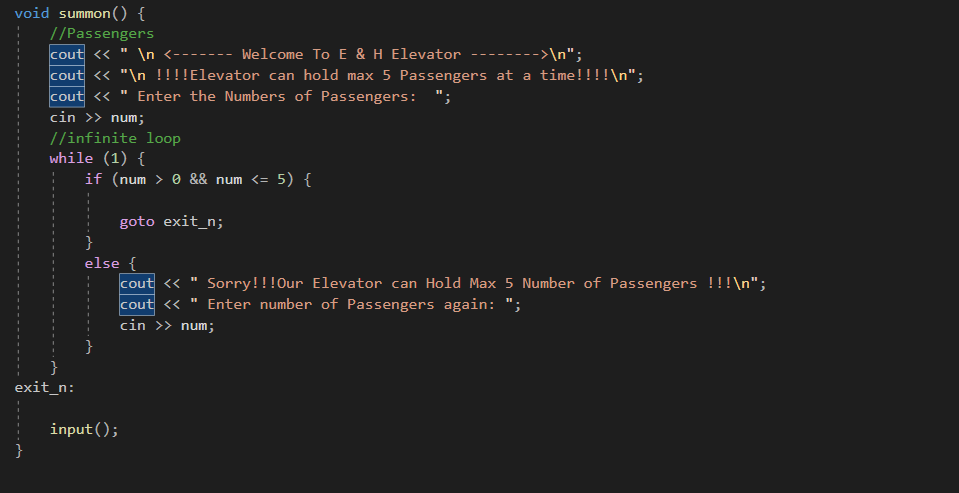 void summon() {
//Passengers
cout << " \n <------- Welcome To E & H Elevator -------->\n";
cout << "\n !!!!Elevator can hold max 5 Passengers at a time!!!!\n";
cout << " Enter the Numbers of Passengers:  ";
cin >> num;
//infinite loop
while (1) {
if (num > 0 && num <= 5) {
goto exit_n;
}
else {
cout << " Sorry!!!Our Elevator can Hold Max 5 Number of Passengers !!!\n";
cout << " Enter number of Passengers again: ";
cin >> num;
}
}
exit_n:
input();
}